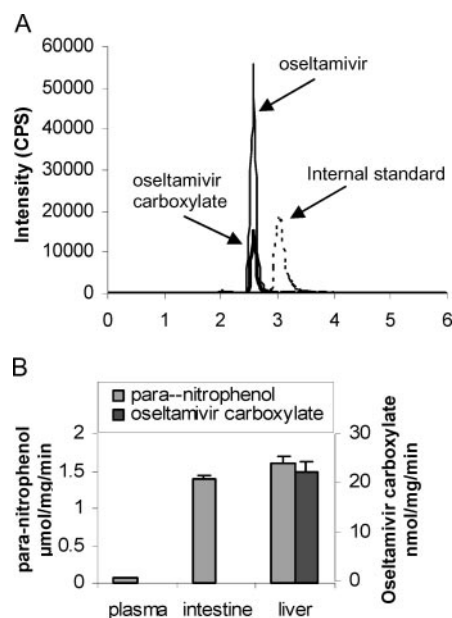 A
60000
50000
40000
30000
20000
10000
0
Intensity (CPS)
oseltamivir
oseltamivir
carboxylate
Internal standard
0 1 2 3 4 5 6
B
para--nitrophenol
oseltamivir carboxylate
2
1.5
1
0.5
0
para-nitrophenol
µmol/mg/min
30
20
10
0
Oseltamivir carboxylate
nmol/mg/min
plasma intestine liver